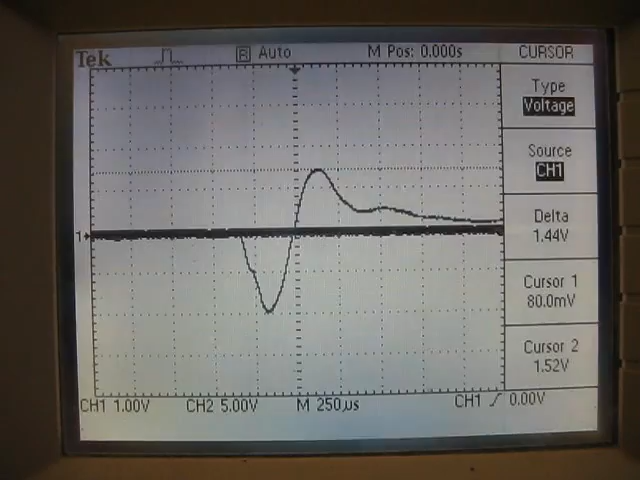 Tek R Auto M Pos: 0.000s CURSOR
Type
Voltage
Source
CH1
Delta
1.44V
Cursor 1
80.0mV
Cursor 2
1.52V
1
CH1 1.00V CH2 5.00V M 250µs CH1 0.00V